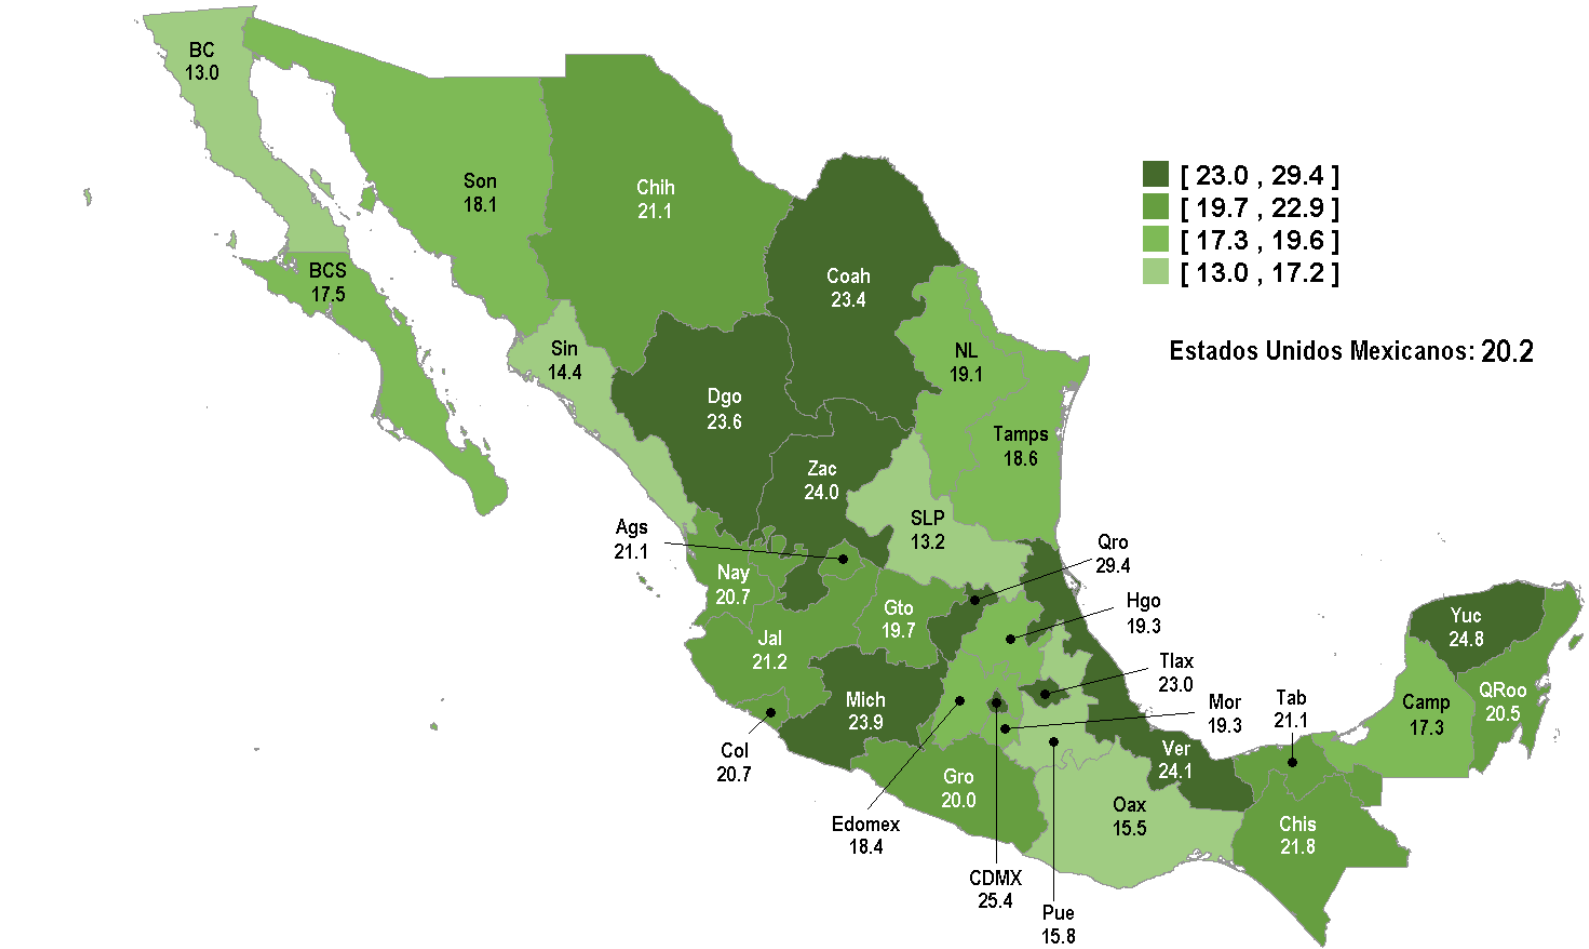 BC
13.0
Son
18.1
Chih
21.1
[ 23.0 , 29.4 ]
[ 19.7 , 22.9 ]
[ 17.3 , 19.6 ]
[ 13.0 , 17.2 ]
BCS
17.5
Coah
23.4
Estados Unidos Mexicanos: 20.2
Sin
14.4
NL
19.1
Dgo
23.6
Tamps
18.6
Zac
24.0
SLP
13.2
Ags
21.1
Qro
29.4
Nay
20.7
Gto
19.7
Hgo
19.3
Yuc
24.8
Jal
21.2
Tlax
23.0
Mich
23.9
Mor
19.3
Tab
21.1
Camp
17.3
QRoo
20.5
Col
20.7
Ver
24.1
Gro
20.0
Oax
15.5
Edomex
18.4
Chis
21.8
CDMX
25.4
Pue
15.8